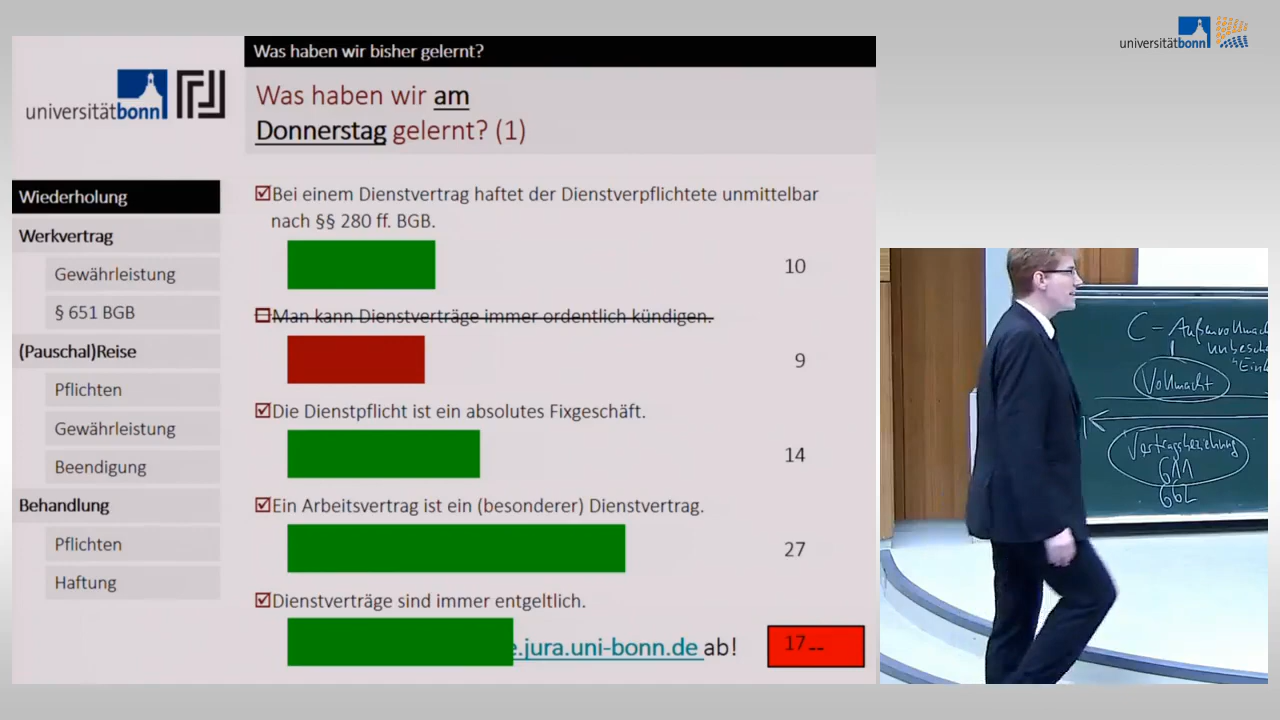 universitätbonn
Was haben wir bisher gelernt?
universitätbonn
Was haben wir am
Donnerstag gelernt? (1)
Wiederholung
Werkvertrag
Gewährleistung
§ 651 BGB
(Pauschal)Reise
Pflichten
Gewährleistung
Beendigung
Behandlung
Pflichten
Haftung
Bei einem Dienstvertrag haftet der Dienstverpflichtete unmittelbar
nach §§ 280 ff. BGB.
10
Man kann Dienstverträge immer ordentlich kündigen.
9
Die Dienstpflicht ist ein absolutes Fixgeschäft.
14
Ein Arbeitsvertrag ist ein (besonderer) Dienstvertrag.
27
Dienstverträge sind immer entgeltlich.
e.jura.uni-bonn.de ab!
17
C - Außenvollmac
unbesch
Vollmacht
Vertragsbeziehung
611
662